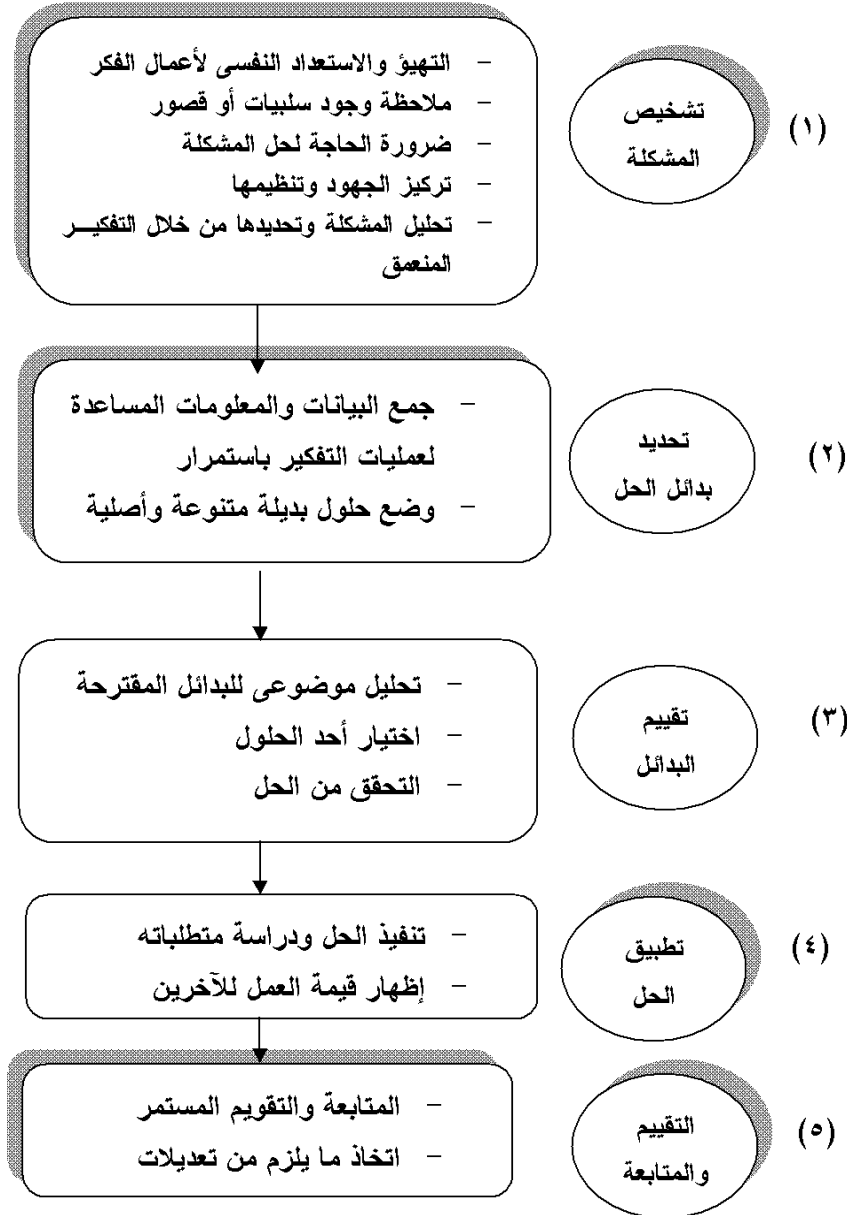 (١)
تشخيص
المشكلة
- التهيؤ والاستعداد النفسى لأعمال الفكر
- ملاحظة وجود سلبيات أو قصور
- ضرورة الحاجة لحل المشكلة
- تركيز الجهود وتنظيمها
- تحليل المشكلة وتحديدها من خلال التفكيـــر
المنعمق
(٢)
تحديد
بدائل الحل
- جمع البيانات والمعلومات المساعدة
لعمليات التفكير باستمرار
- وضع حلول بديلة متنوعة وأصلية
(٣)
تقييم
البدائل
- تحليل موضوعى للبدائل المقترحة
- اختيار أحد الحلول
- التحقق من الحل
(٤)
تطبيق
الحل
- تنفيذ الحل ودراسة متطلباته
- إظهار قيمة العمل للآخرين
(٥)
التقييم
والمتابعة
- المتابعة والتقويم المستمر
- اتخاذ ما يلزم من تعديلات